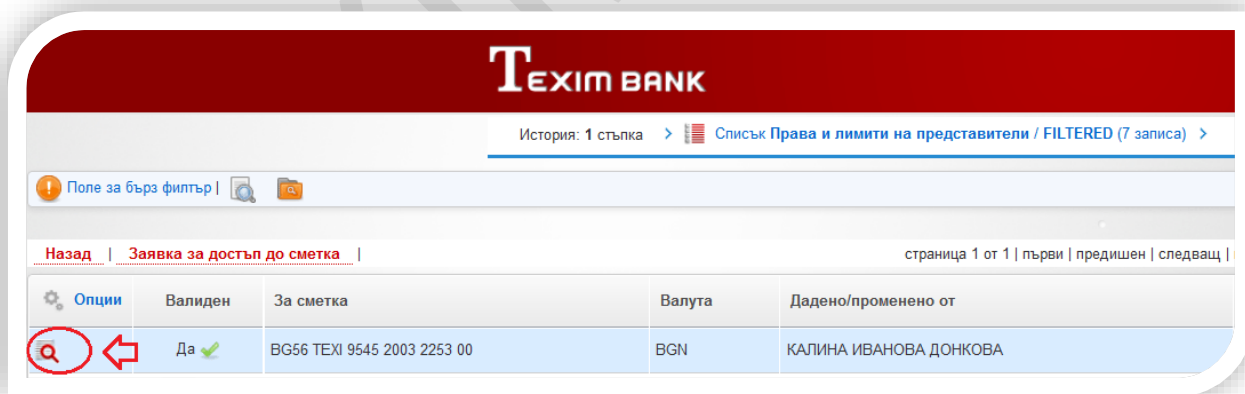 TEXIM BANK
История: 1 стъпка > Списък Права и лимити на представители / FILTERED (7 записа) >
Поле за бърз филтър |
Назад | Заявка за достъп до сметка | страница 1 от 1 | първи | предишен | следващ |
Опции Валиден За сметка Валута Дадено/променено от
Да BG56 TEXI 9545 2003 2253 00 BGN КАЛИНА ИВАНОВА ДОНКОВА